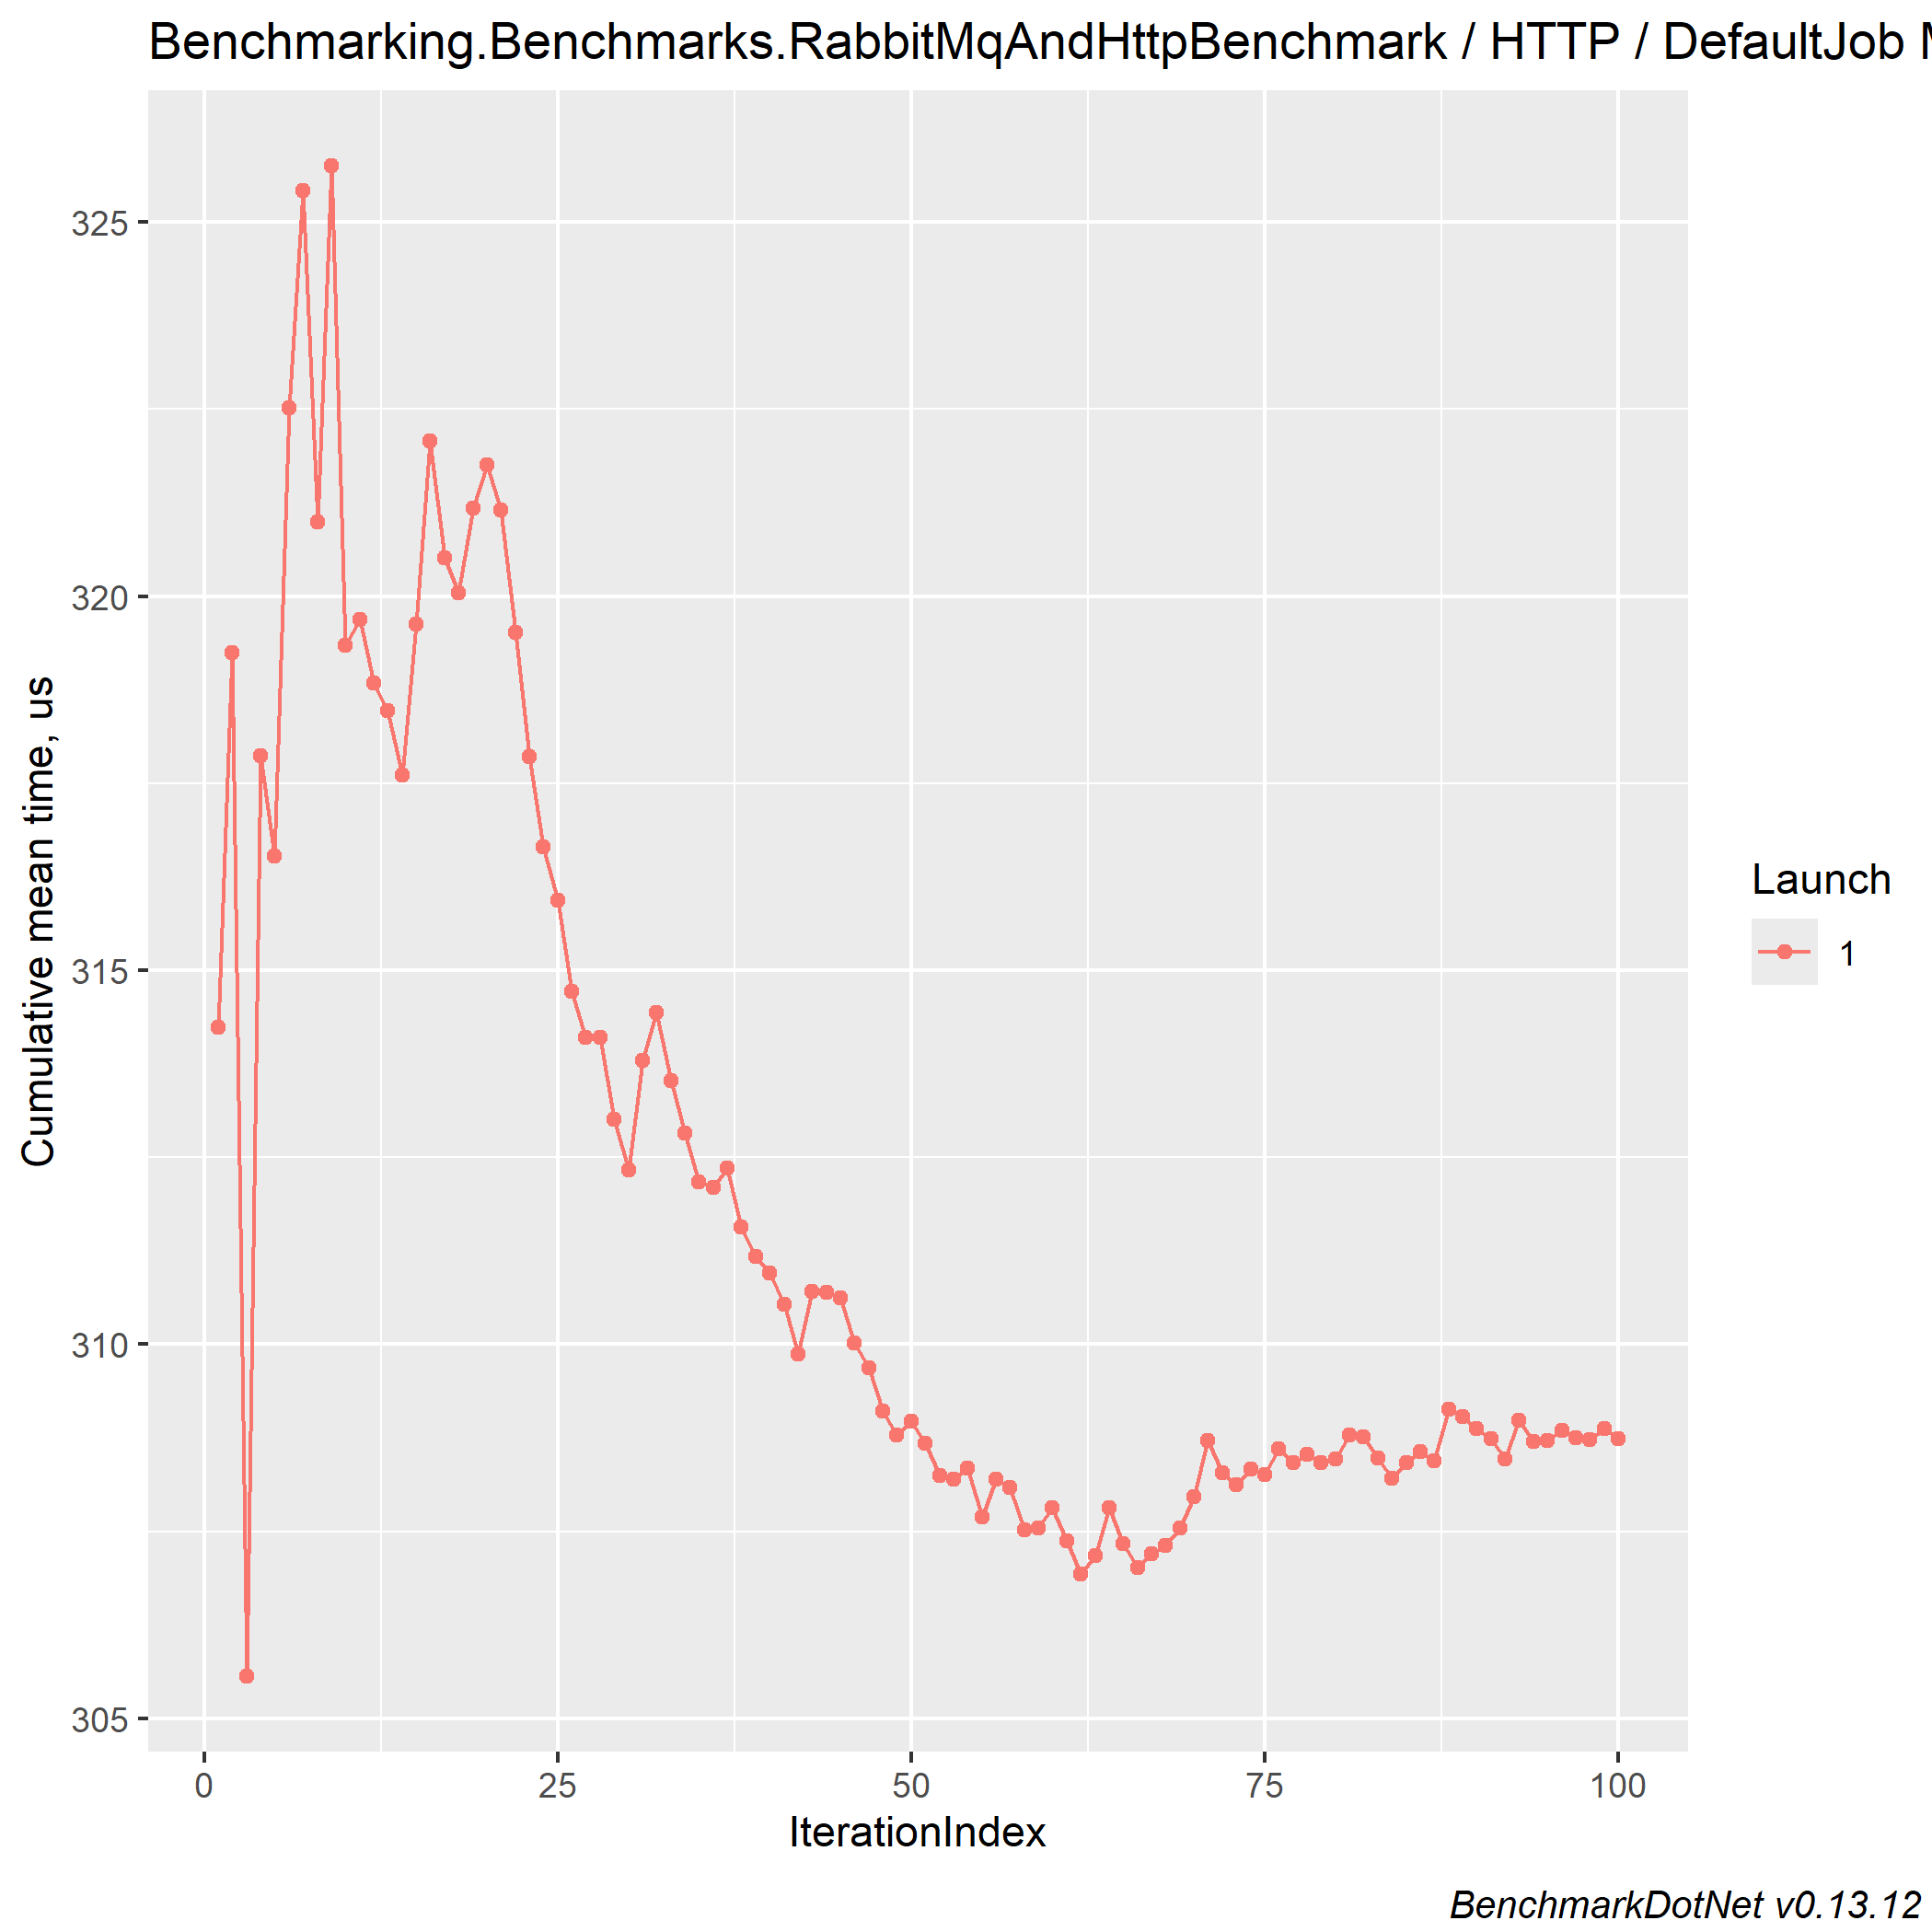 Benchmarking.Benchmarks.RabbitMqAndHttpBenchmark / HTTP / DefaultJob
Cumulative mean time, us
325
320
315
310
305
0 25 50 75 100
IterationIndex
Launch
1
BenchmarkDotNet v0.13.12